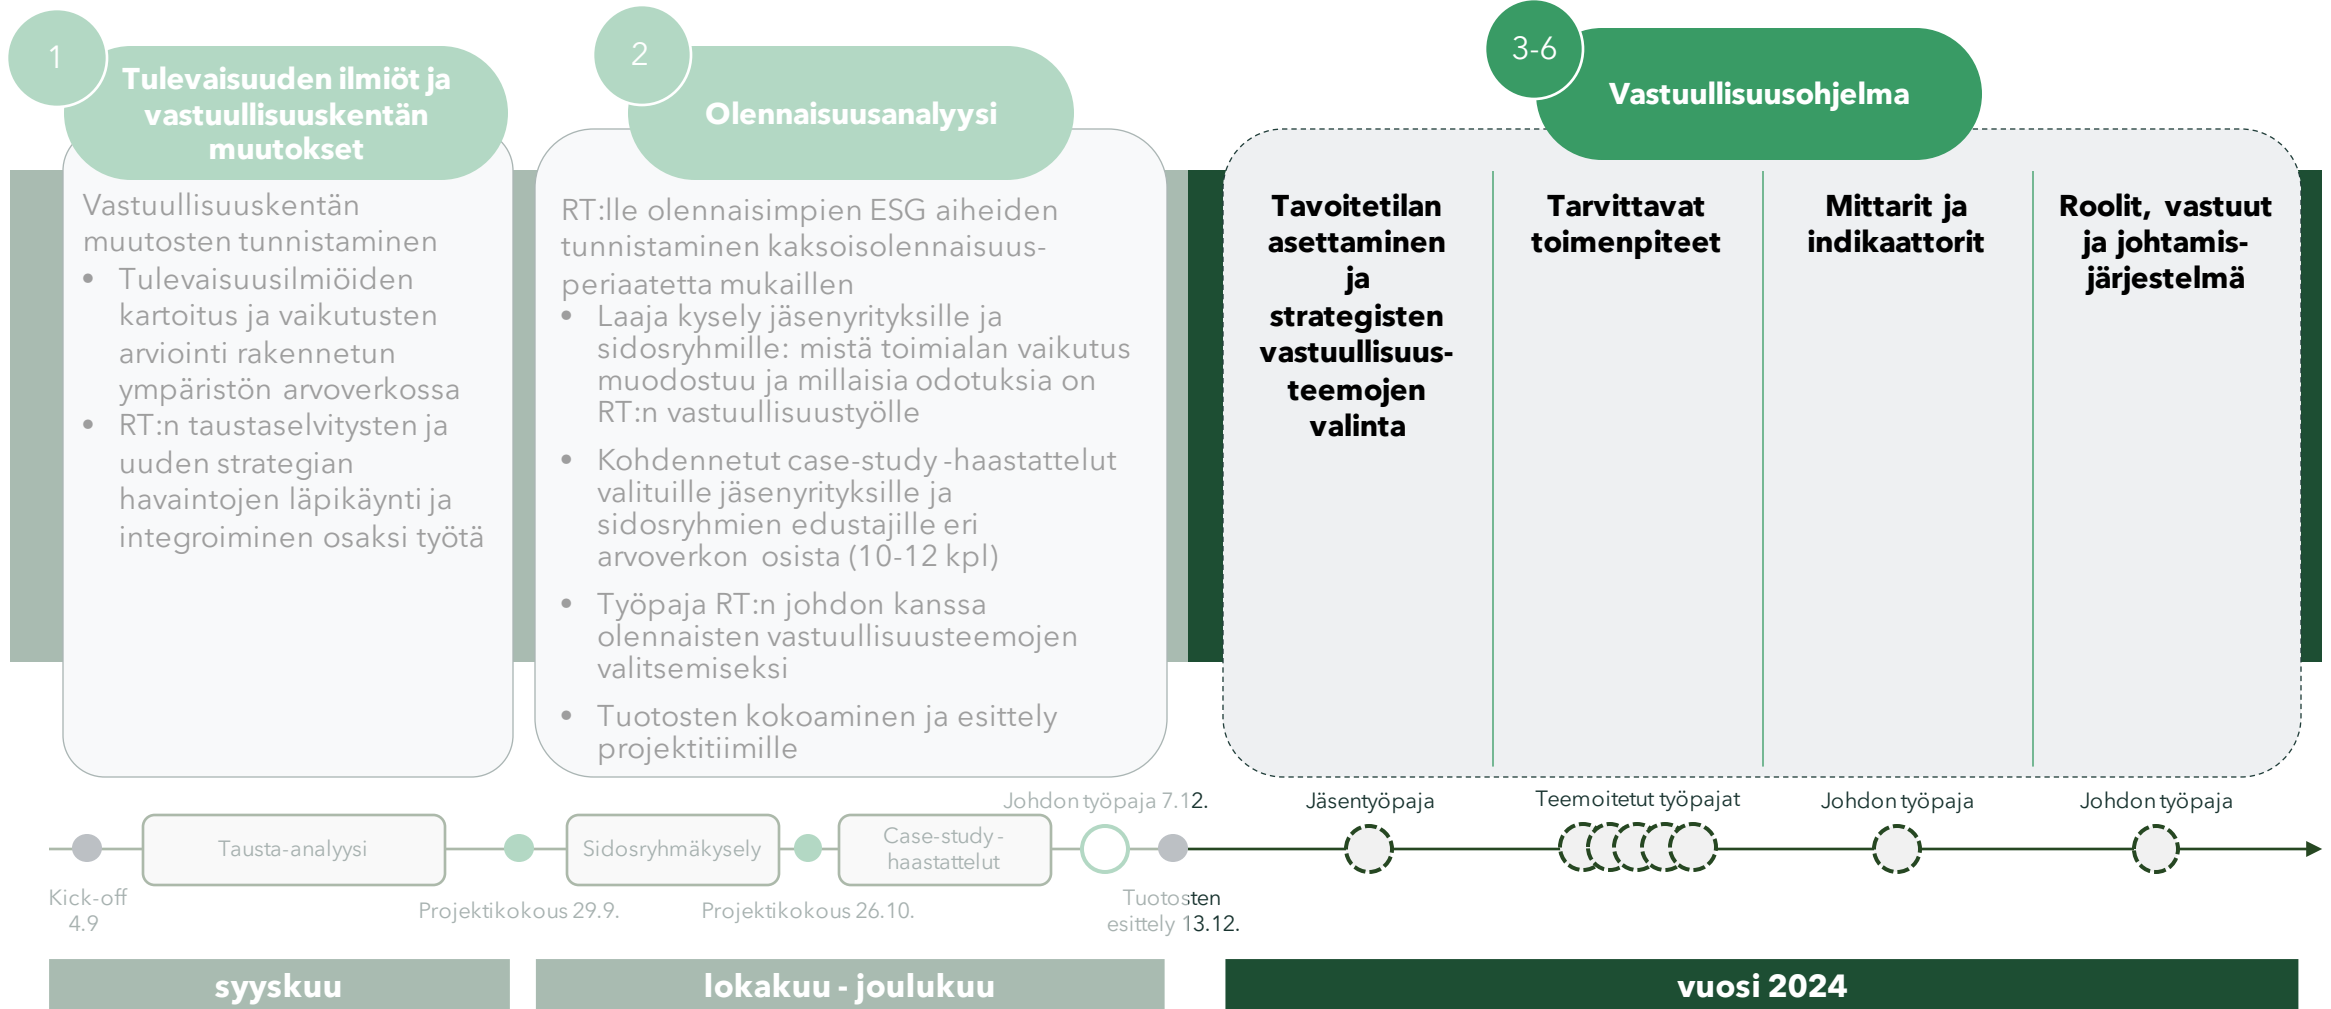 1
Tulevaisuuden ilmiöt ja
vastuullisuuskentän
muutokset
Vastuullisuuskentän
muutosten tunnistaminen
• Tulevaisuusilmiöiden
kartoitus ja vaikutusten
arviointi rakennetun
ympäristön arvoverkossa
• RT:n taustaselvitysten ja
uuden strategian
havaintojen läpikäynti ja
integroiminen osaksi työtä
2
Olennaisuusanalyysi
RT:lle olennaisimpien ESG aiheiden
tunnistaminen kaksoisolennaisuus-
periaatetta mukaillen
• Laaja kysely jäsenyrityksille ja
sidosryhmille: mistä toimialan vaikutus
muodostuu ja millaisia odotuksia on
RT:n vastuullisuustyölle
• Kohdennetut case-study -haastattelut
valituille jäsenyrityksille ja
sidosryhmien edustajille eri
arvoverkon osista (10-12 kpl)
• Työpaja RT:n johdon kanssa
olennaisten vastuullisuusteemojen
valitsemiseksi
• Tuotosten kokoaminen ja esittely
projektitiimille
3-6
Vastuullisuusohjelma
Tavoitetilan
asettaminen
ja
strategisten
vastuullisuus-
teemojen
valinta
Tarvittavat
toimenpiteet
Mittarit ja
indikaattorit
Roolit, vastuut
ja johtamis-
järjestelmä
Johdon työpaja 7.12.
Jäsentyöpaja
Teemoitetut työpajat
Johdon työpaja
Johdon työpaja
Tausta-analyysi
Sidosryhmäkysely
Case-study -
haastattelut
Kick-off
4.9
Projektikokous 29.9.
Projektikokous 26.10.
Tuotosten
esittely 13.12.
syyskuu
lokakuu - joulukuu
vuosi 2024